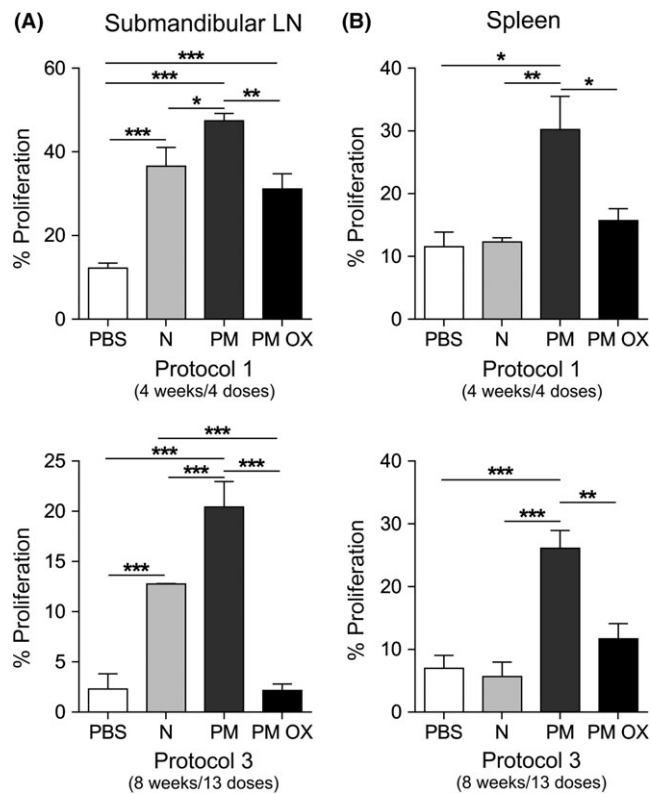 (A) Submandibular LN
***
***
* **
***
60
40
20
0
% Proliferation
PBS N PM PM OX
Protocol 1
(4 weeks/4 doses)
(B) Spleen
*
** *
40
30
20
10
0
% Proliferation
PBS N PM PM OX
Protocol 1
(4 weeks/4 doses)
***
***
*** ***
***
25
20
15
10
5
0
% Proliferation
PBS N PM PM OX
Protocol 3
(8 weeks/13 doses)
***
**
***
40
30
20
10
0
% Proliferation
PBS N PM PM OX
Protocol 3
(8 weeks/13 doses)